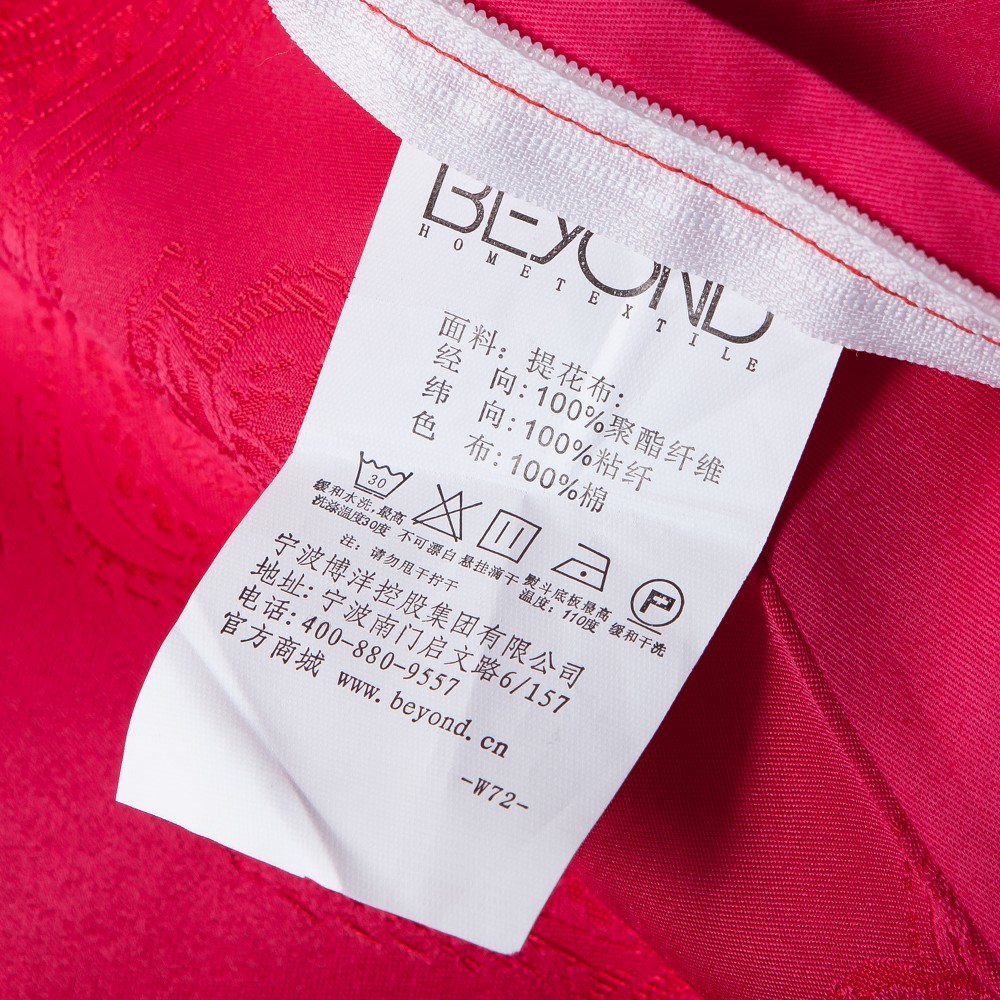 BEYOND
HOME TEXTILE
面料: 提花布:
经 向: 100%聚酯纤维
纬 向: 100%粘纤
色 布: 100%棉
30
缓和水洗,最高
洗涤温度30度
不可漂白
悬挂滴干
熨斗底板最高
温度: 110度
P
缓和干洗
注: 请勿甩干拧干
宁波博洋控股集团有限公司
地址: 宁波南门启文路6/157
电话: 400-880-9557
官方商城 www.beyond.cn
-W72-